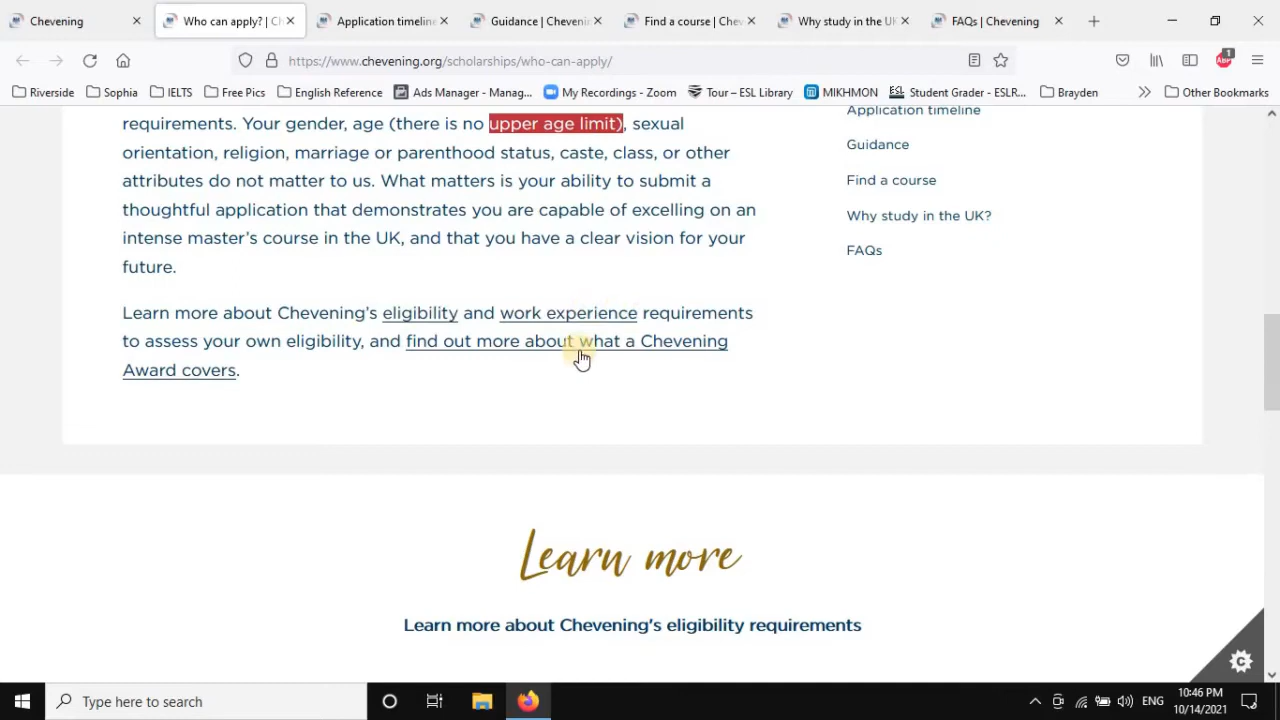 Chevening
Who can apply? | Ch
Application timeline
Guidance | Chevenin
Find a course | Chev
Why study in the UK
FAQs | Chevening
https://www.chevening.org/scholarships/who-can-apply/
1
ABP
Riverside
Sophia
IELTS
Free Pics
English Reference
Ads Manager - Manag...
My Recordings - Zoom
Tour – ESL Library
MIKHMON
ESL Student Grader - ESLR...
Brayden
Other Bookmarks
requirements. Your gender, age (there is no upper age limit), sexual
orientation, religion, marriage or parenthood status, caste, class, or other
attributes do not matter to us. What matters is your ability to submit a
thoughtful application that demonstrates you are capable of excelling on an
intense master's course in the UK, and that you have a clear vision for your
future.
Learn more about Chevening's eligibility and work experience requirements
to assess your own eligibility, and find out more about what a Chevening
Award covers.
Application timeline
Guidance
Find a course
Why study in the UK?
FAQs
Learn more
Learn more about Chevening's eligibility requirements
Type here to search
ENG
10:46 PM
10/14/2021